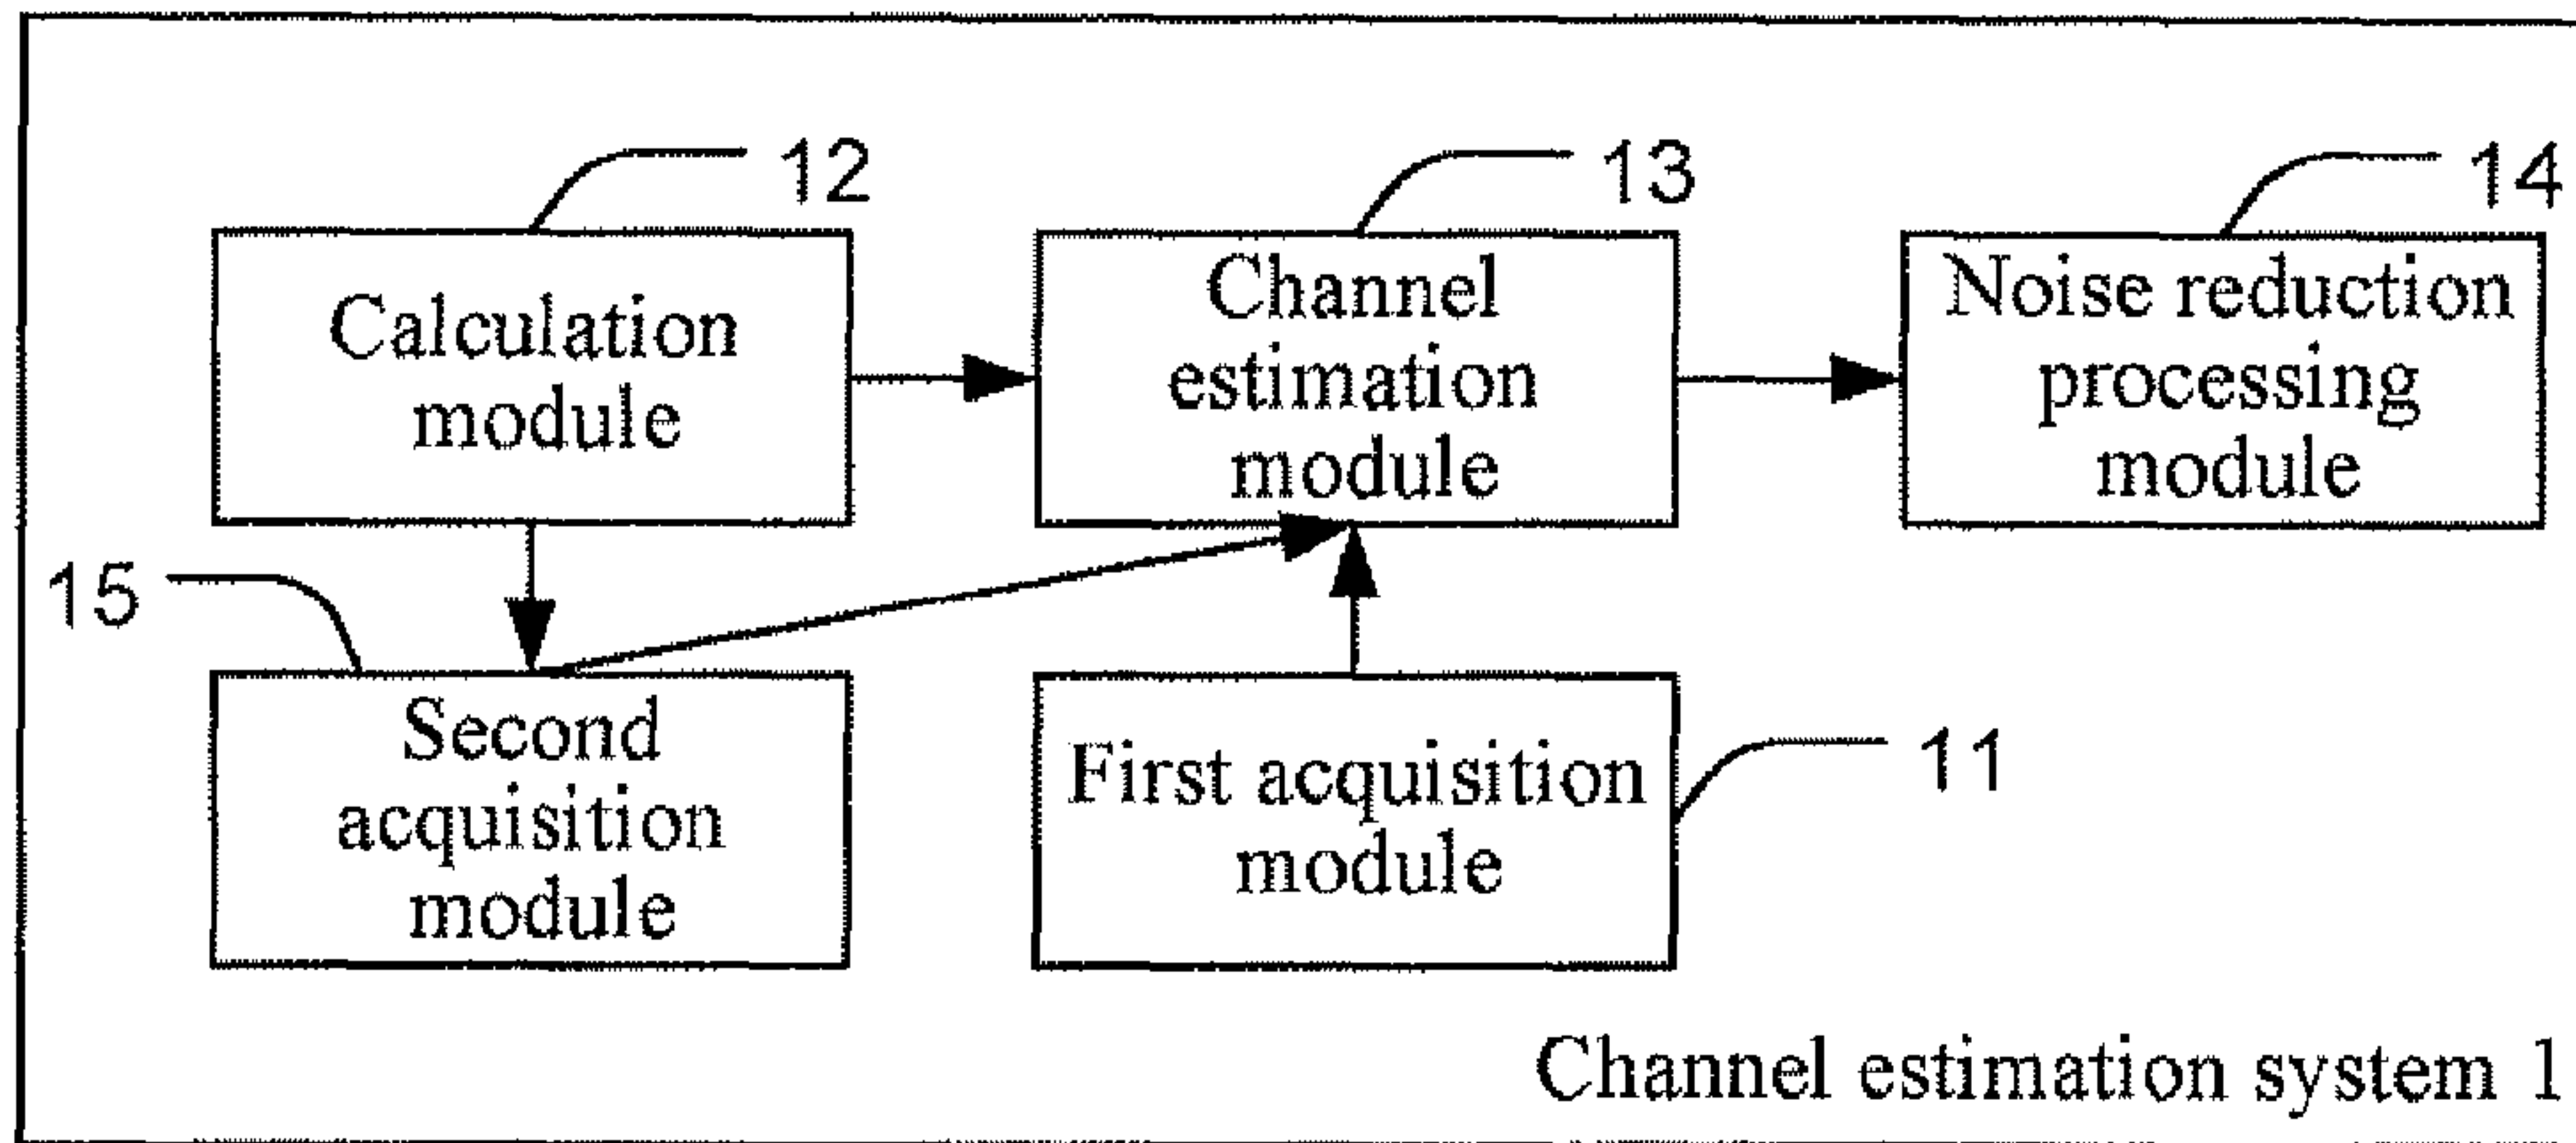 12
13
14
Calculation
module
Channel
estimation
module
Noise reduction
processing
module
15
Second
acquisition
module
First acquisition
module
11
Channel estimation system 1